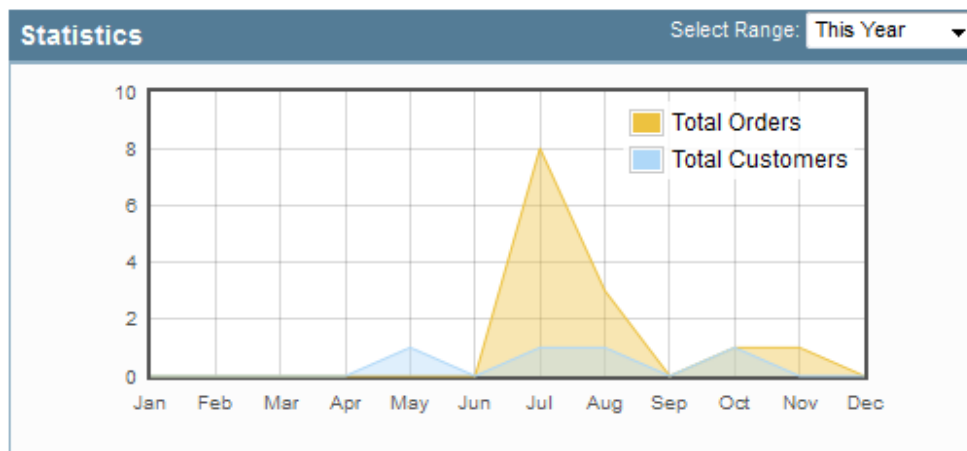 Statistics
Select Range: This Year
10
8
6
4
2
0
Total Orders
Total Customers
Jan Feb Mar Apr May Jun Jul Aug Sep Oct Nov Dec